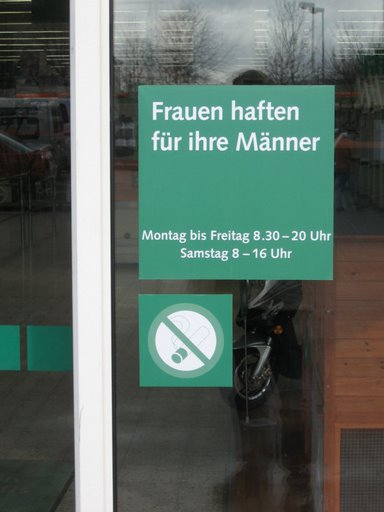 Frauen haften
für ihre Männer
Montag bis Freitag 8.30 – 20 Uhr
Samstag 8 – 16 Uhr